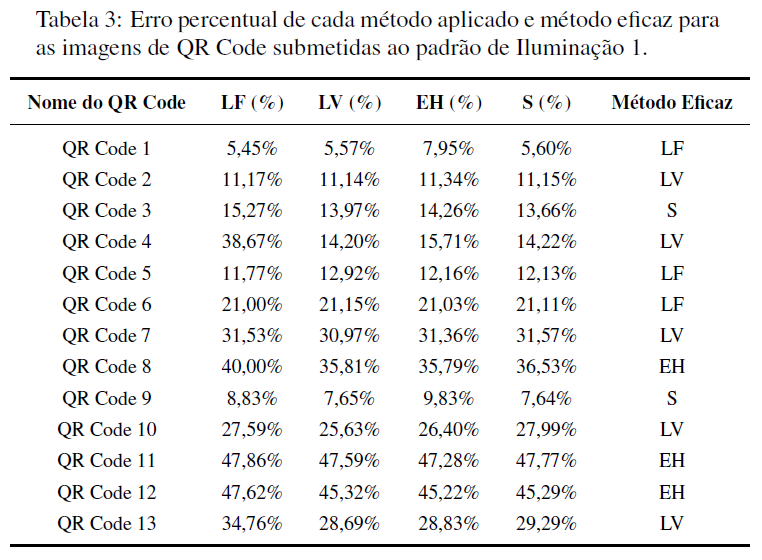 Tabela 3: Erro percentual de cada método aplicado e método eficaz para
as imagens de QR Code submetidas ao padrão de Iluminação 1.
Nome do QR Code LF (%) LV (%) EH (%) S (%) Método Eficaz
QR Code 1 5,45% 5,57% 7,95% 5,60% LF
QR Code 2 11,17% 11,14% 11,34% 11,15% LV
QR Code 3 15,27% 13,97% 14,26% 13,66% S
QR Code 4 38,67% 14,20% 15,71% 14,22% LV
QR Code 5 11,77% 12,92% 12,16% 12,13% LF
QR Code 6 21,00% 21,15% 21,03% 21,11% LF
QR Code 7 31,53% 30,97% 31,36% 31,57% LV
QR Code 8 40,00% 35,81% 35,79% 36,53% EH
QR Code 9 8,83% 7,65% 9,83% 7,64% S
QR Code 10 27,59% 25,63% 26,40% 27,99% LV
QR Code 11 47,86% 47,59% 47,28% 47,77% EH
QR Code 12 47,62% 45,32% 45,22% 45,29% EH
QR Code 13 34,76% 28,69% 28,83% 29,29% LV